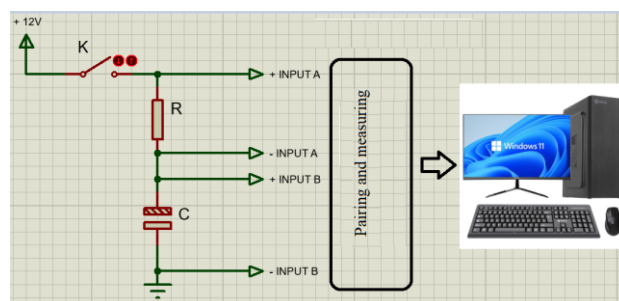 + 12V
K
+ INPUT A
R
- INPUT A
+ INPUT B
C
- INPUT B
Pairing and measuring
Windows 11